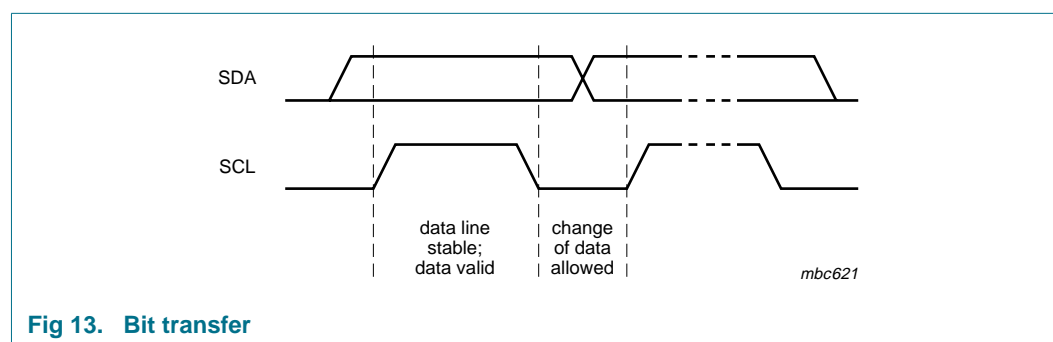 SDA
SCL
data line
stable;
data valid
change
of data
allowed
mbc621
Fig 13. Bit transfer